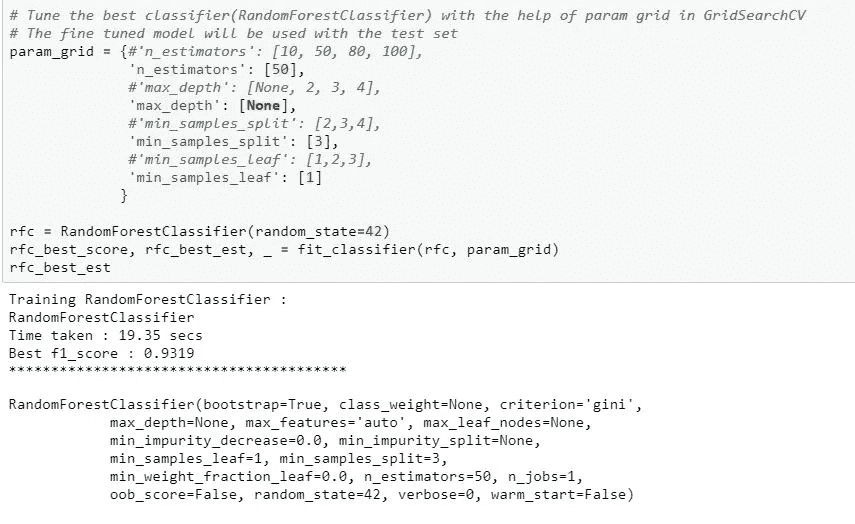 # Tune the best classifier(RandomForestClassifier) with the help of param grid in GridSearchCV
# The fine tuned model will be used with the test set
param_grid = {#'n_estimators': [10, 50, 80, 100],
              'n_estimators': [50],
              #'max_depth': [None, 2, 3, 4],
              'max_depth': [None],
              #'min_samples_split': [2,3,4],
              'min_samples_split': [3],
              #'min_samples_leaf': [1,2,3],
              'min_samples_leaf': [1]
             }
rfc = RandomForestClassifier(random_state=42)
rfc_best_score, rfc_best_est, _ = fit_classifier(rfc, param_grid)
rfc_best_est
Training RandomForestClassifier :
RandomForestClassifier
Time taken : 19.35 secs
Best f1_score : 0.9319
****************************************
RandomForestClassifier(bootstrap=True, class_weight=None, criterion='gini',
            max_depth=None, max_features='auto', max_leaf_nodes=None,
            min_impurity_decrease=0.0, min_impurity_split=None,
            min_samples_leaf=1, min_samples_split=3,
            min_weight_fraction_leaf=0.0, n_estimators=50, n_jobs=1,
            oob_score=False, random_state=42, verbose=0, warm_start=False)